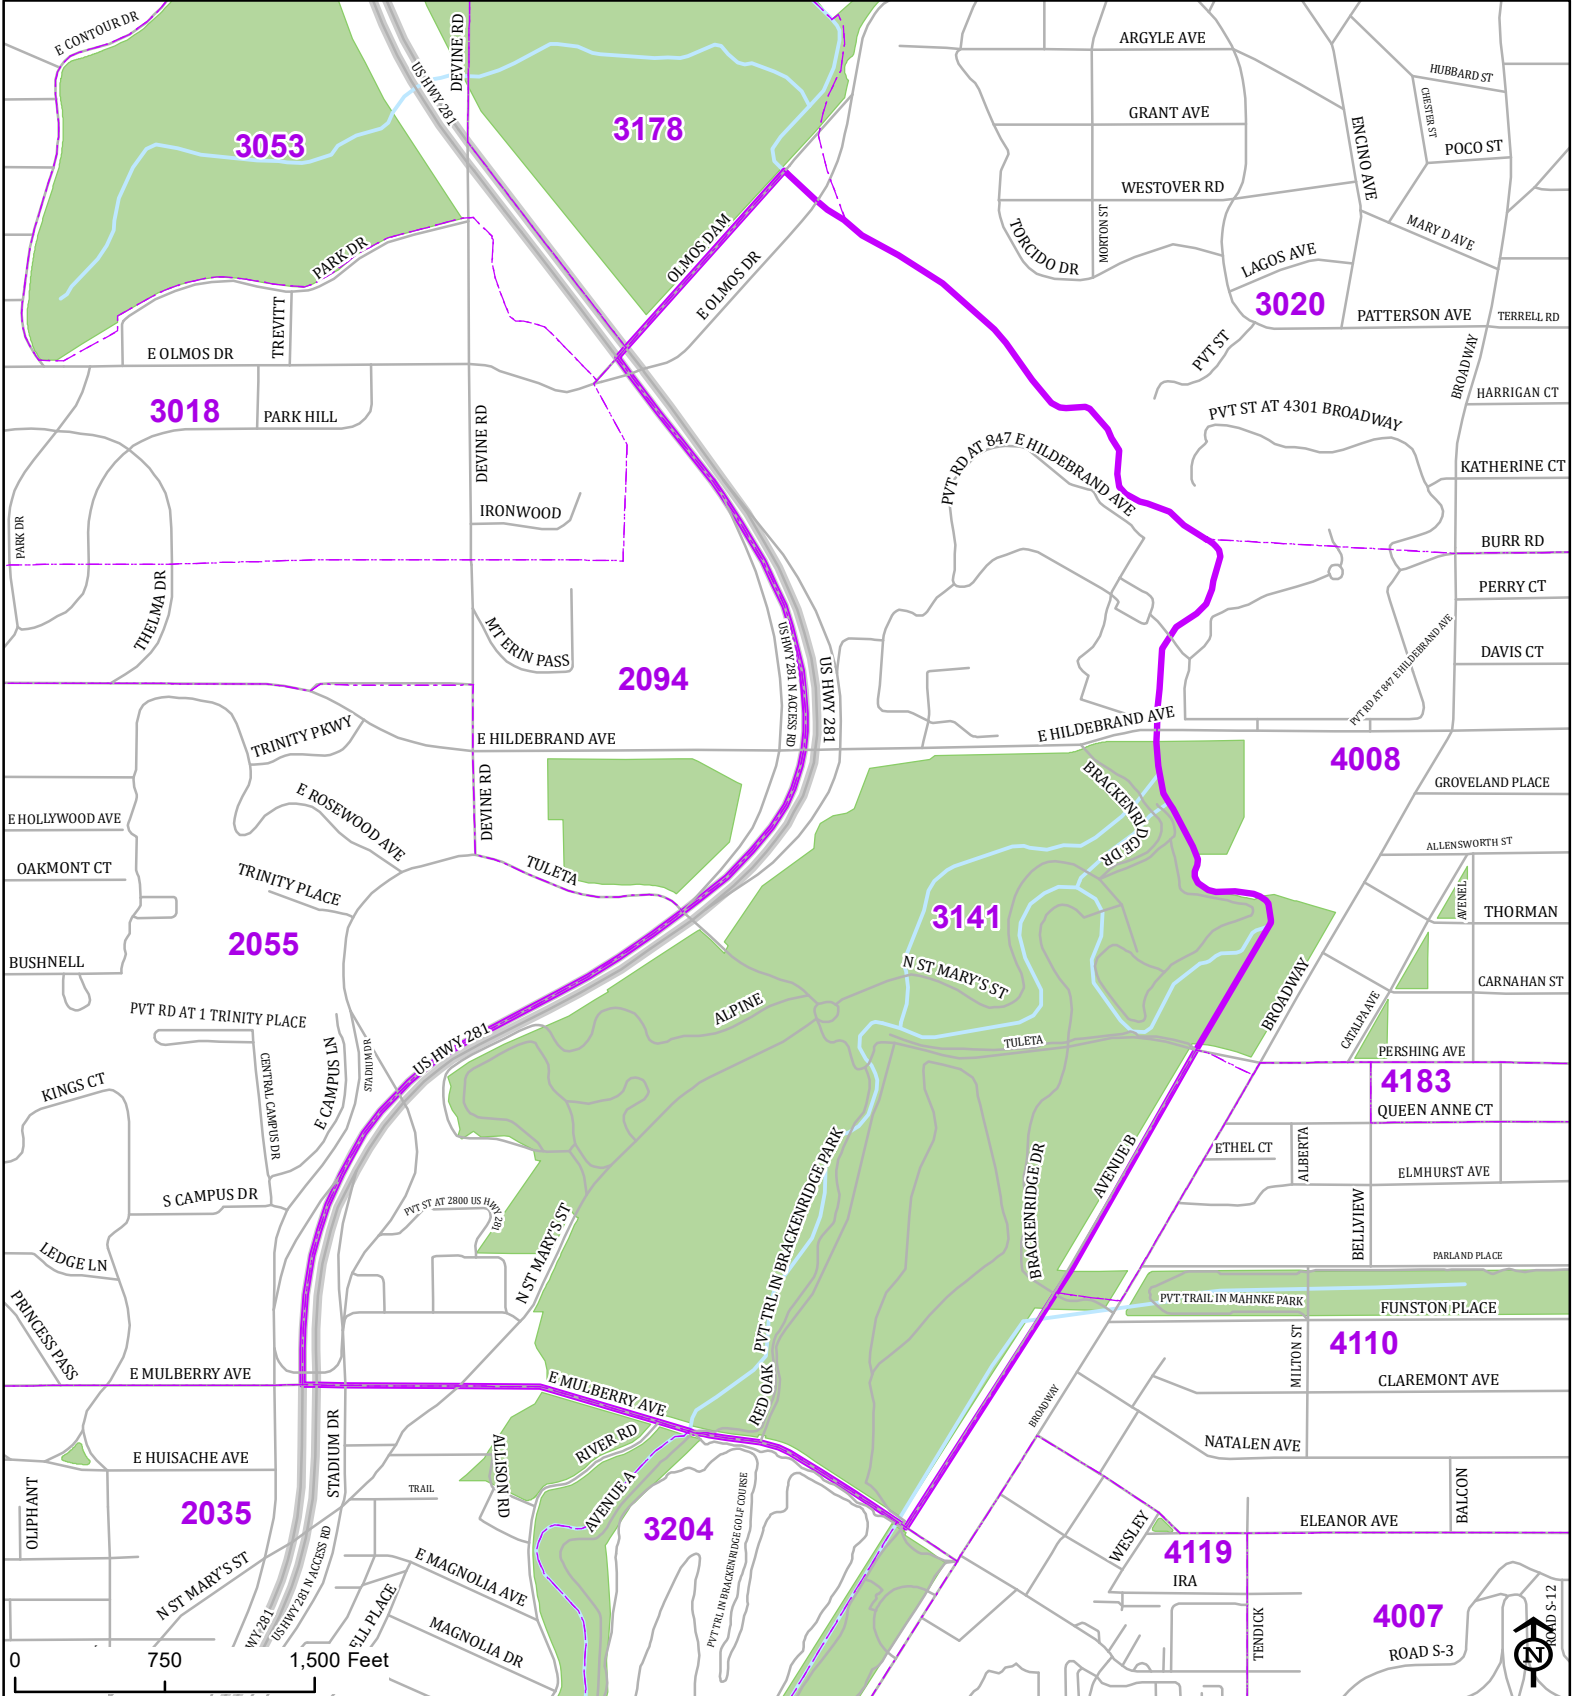 E CONTOUR DR
DEVINE RD
US HWY 281
ARGYLE AVE
HUBBARD ST
CHESTER ST
GRANT AVE
3053
3178
ENCINO AVE
POCO ST
WESTOVER RD
MORTON ST
MARY D AVE
TORCIDO DR
PARK DR
OLMOS DAM
E OLMOS DR
LAGOS AVE
3020
PATTERSON AVE
TERRELL RD
TREVITT
E OLMOS DR
PVT ST
BROADWAY
HARRIGAN CT
3018
PARK HILL
PVT ST AT 4301 BROADWAY
DEVINE RD
PVT RD AT 847 E HILDEBRAND AVE
KATHERINE CT
IRONWOOD
PARK DR
BURR RD
THELMA DR
PERRY CT
MT ERIN PASS
US HWY 281 N ACCESS RD
US HWY 281
2094
DAVIS CT
PVT RD AT 847 E HILDEBRAND AVE
TRINITY PKWY
E HILDEBRAND AVE
E HILDEBRAND AVE
4008
DEVINE RD
BRACKENRIDGE DR
GROVELAND PLACE
E HOLLYWOOD AVE
E ROSEWOOD AVE
ALLENSWORTH ST
OAKMONT CT
TRINITY PLACE
TULETA
AVENEL
THORMAN
3141
2055
BUSHNELL
N ST MARY'S ST
CARNAHAN ST
BROADWAY
CATALPA AVE
PVT RD AT 1 TRINITY PLACE
ALPINE
US HWY 281
TULETA
PERSHING AVE
STADIUM DR
E CAMPUS LN
CENTRAL CAMPUS DR
4183
KINGS CT
QUEEN ANNE CT
PVT TRL IN BRACKENRIDGE PARK
BRACKENRIDGE DR
AVENUE B
ETHEL CT
ALBERTA
ELMHURST AVE
S CAMPUS DR
PVT ST AT 2800 US HWY 281
BELLVIEW
LEDGE LN
N ST MARY'S ST
PARLAND PLACE
PVT TRAIL IN MAHNKE PARK
FUNSTON PLACE
PRINCESS PASS
MILTON ST
4110
E MULBERRY AVE
E MULBERRY AVE
RED OAK
CLAREMONT AVE
BROADWAY
STADIUM DR
RIVER RD
NATALEN AVE
E HUISACHE AVE
ALLISON RD
AVENUE A
TRAIL
OLIPHANT
2035
3204
PVT TRL IN BRACKENRIDGE GOLF COURSE
BALCON
ELEANOR AVE
WESLEY
4119
IRA
US HWY 281 N ACCESS RD
N ST MARY'S ST
E MAGNOLIA AVE
4007
TENDICK
ROAD S-12
ROAD S-3
WY 281
ELL PLACE
MAGNOLIA DR
0 750 1,500 Feet
N